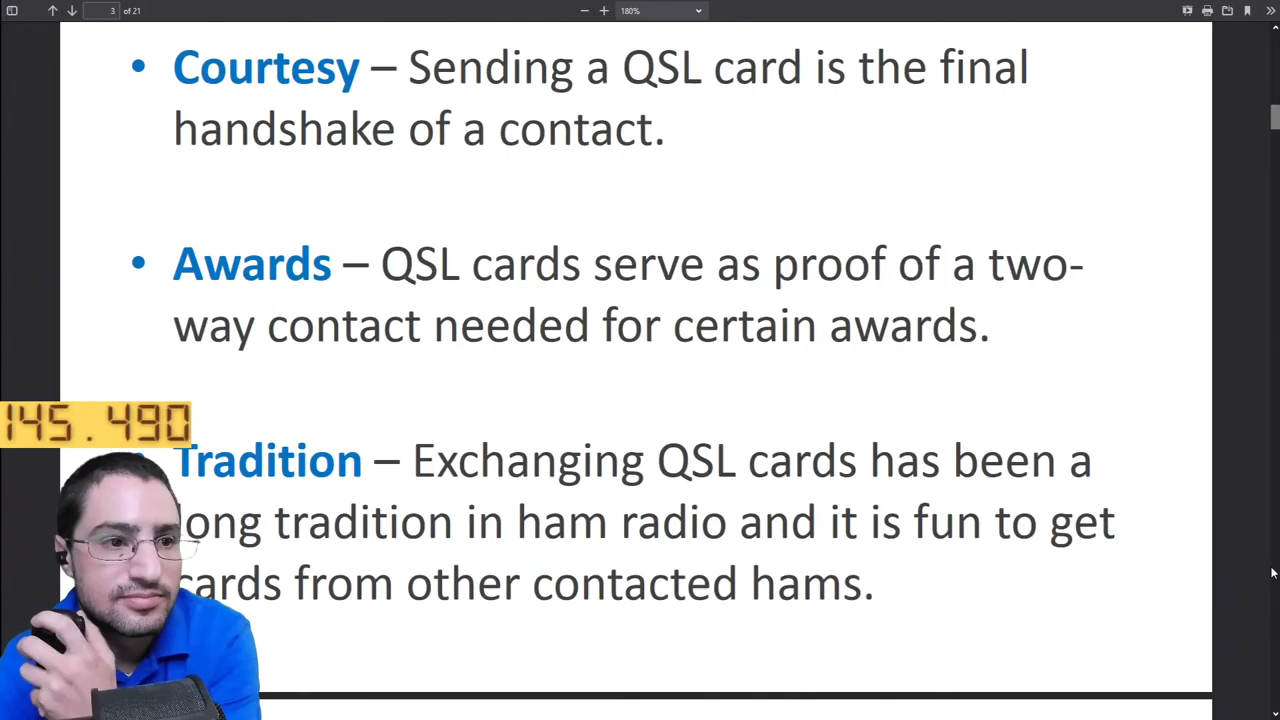 3 of 21
180%
• Courtesy – Sending a QSL card is the final
handshake of a contact.
• Awards – QSL cards serve as proof of a two-
way contact needed for certain awards.
145.490
Tradition – Exchanging QSL cards has been a
long tradition in ham radio and it is fun to get
cards from other contacted hams.